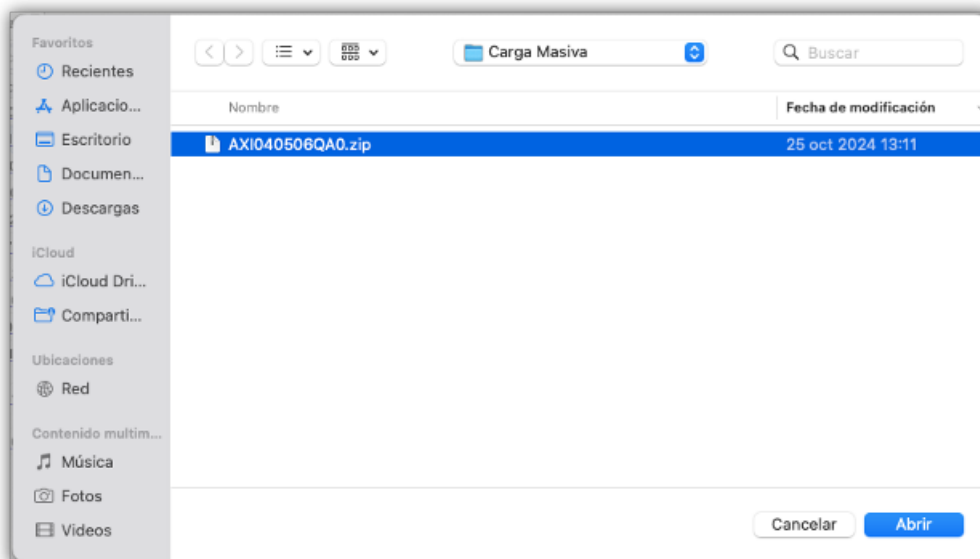 Favoritos
Recientes
Aplicacio...
Escritorio
Documen...
Descargas
iCloud
iCloud Dri...
Comparti...
Ubicaciones
Red
Contenido multim...
Música
Fotos
Videos
Carga Masiva
Buscar
Nombre
Fecha de modificación
AXI040506QA0.zip
25 oct 2024 13:11
Cancelar
Abrir